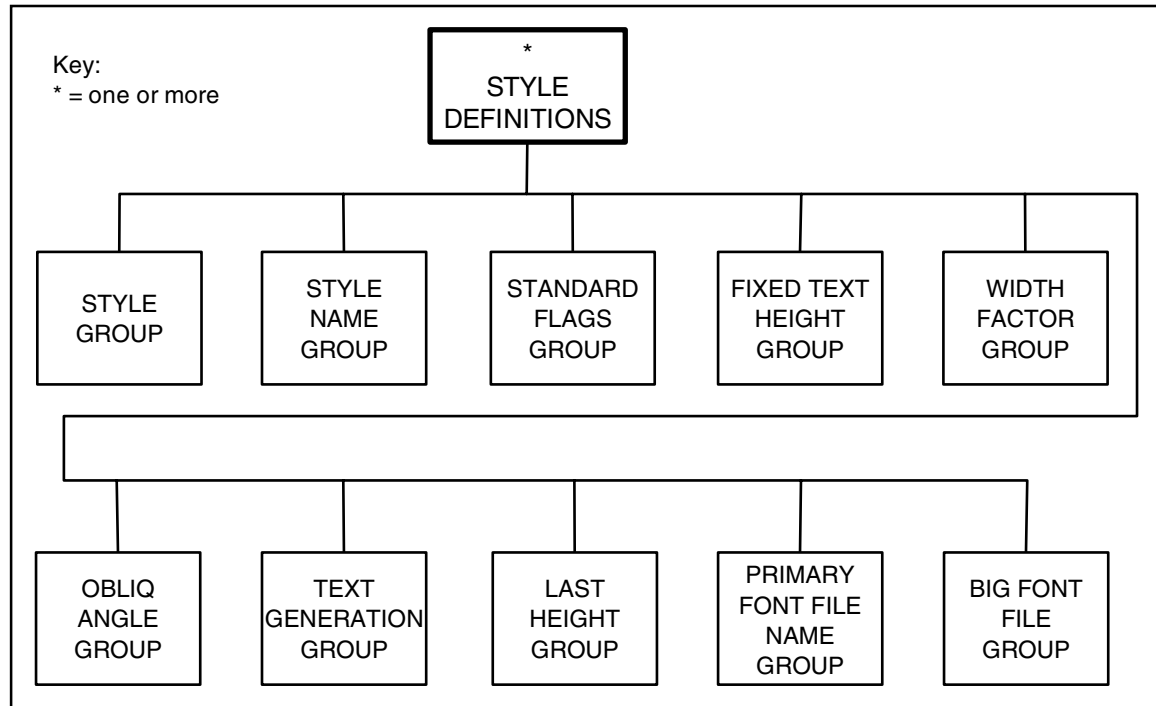 Key:
* = one or more
*
STYLE
DEFINITIONS
STYLE
GROUP
STYLE
NAME
GROUP
STANDARD
FLAGS
GROUP
FIXED TEXT
HEIGHT
GROUP
WIDTH
FACTOR
GROUP
OBLIQ
ANGLE
GROUP
TEXT
GENERATION
GROUP
LAST
HEIGHT
GROUP
PRIMARY
FONT FILE
NAME
GROUP
BIG FONT
FILE
GROUP